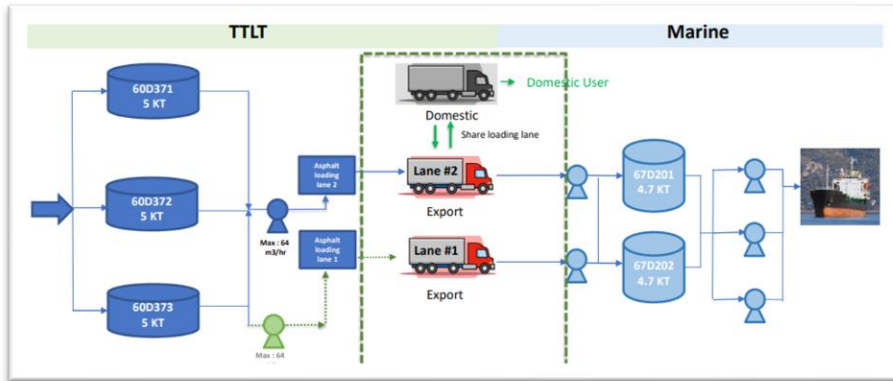 TTLT
Marine
60D371
5 KT
60D372
5 KT
60D373
5 KT
Max : 64
m3/hr
Max : 64
Asphalt
loading
lane 2
Asphalt
loading
lane 1
Domestic User
Domestic
Share loading lane
Lane #2
Export
Lane #1
Export
67D201
4.7 KT
67D202
4.7 KT